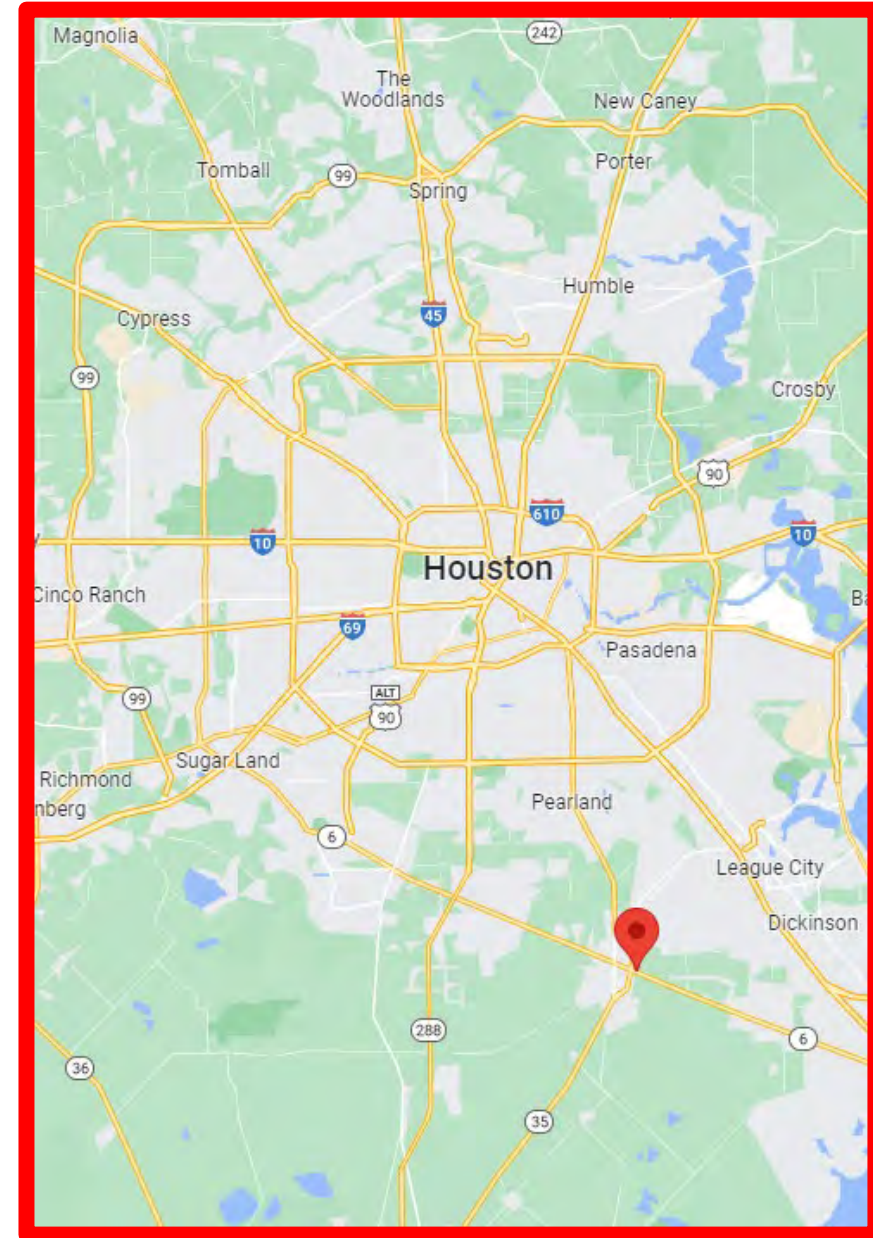 Magnolia
242
The
Woodlands
New Caney
Porter
Tomball
99
Spring
Humble
45
Cypress
99
Crosby
90
610
10
10
Houston
Cinco Ranch
69
Pasadena
99
ALT
90
Sugar Land
Richmond
nberg
Pearland
6
League City
Dickinson
288
6
36
35